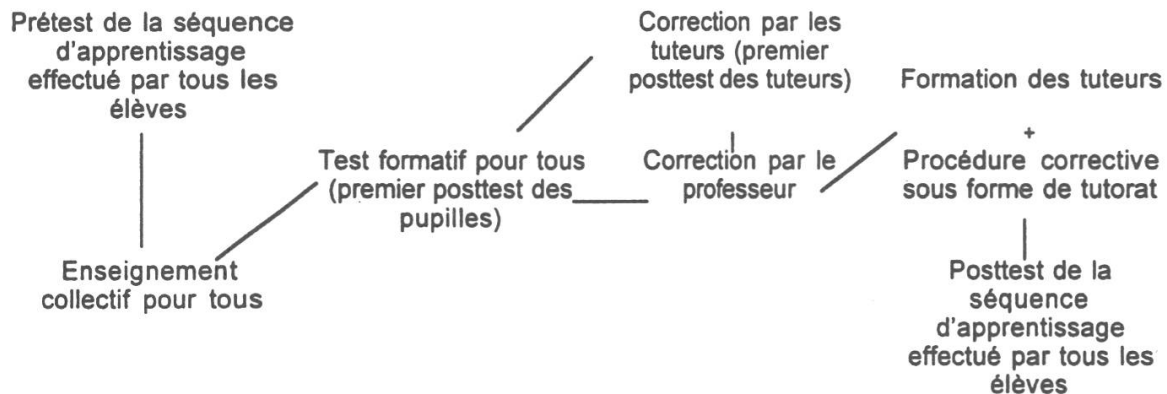 Prétest de la séquence
d'apprentissage
effectué par tous les
élèves
Enseignement
collectif pour tous
Test formatif pour tous
(premier posttest des
pupilles)
Correction par les
tuteurs (premier
posttest des tuteurs)
Correction par le
professeur
Formation des tuteurs
+
Procédure corrective
sous forme de tutorat
Posttest de la
séquence
d'apprentissage
effectué par tous les
élèves